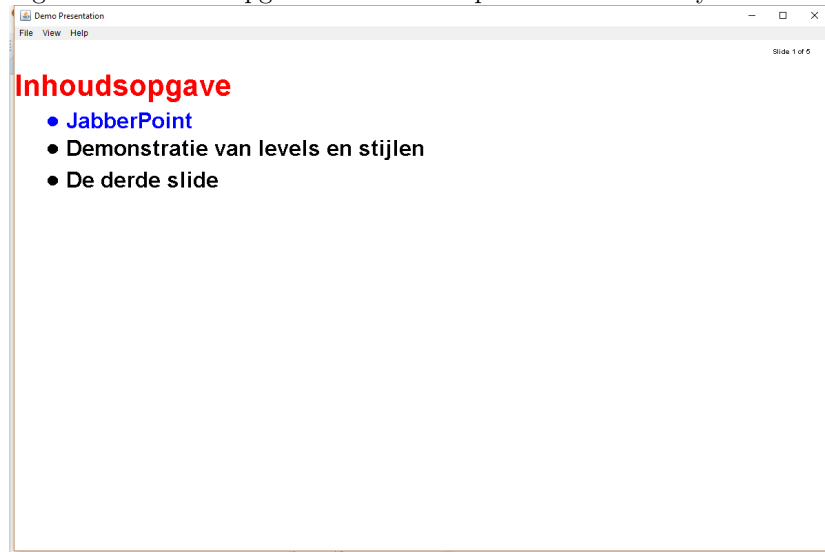 Demo Presentation
File View Help
Slide 1 of 5
Inhoudsopgave
• JabberPoint
• Demonstratie van levels en stijlen
• De derde slide